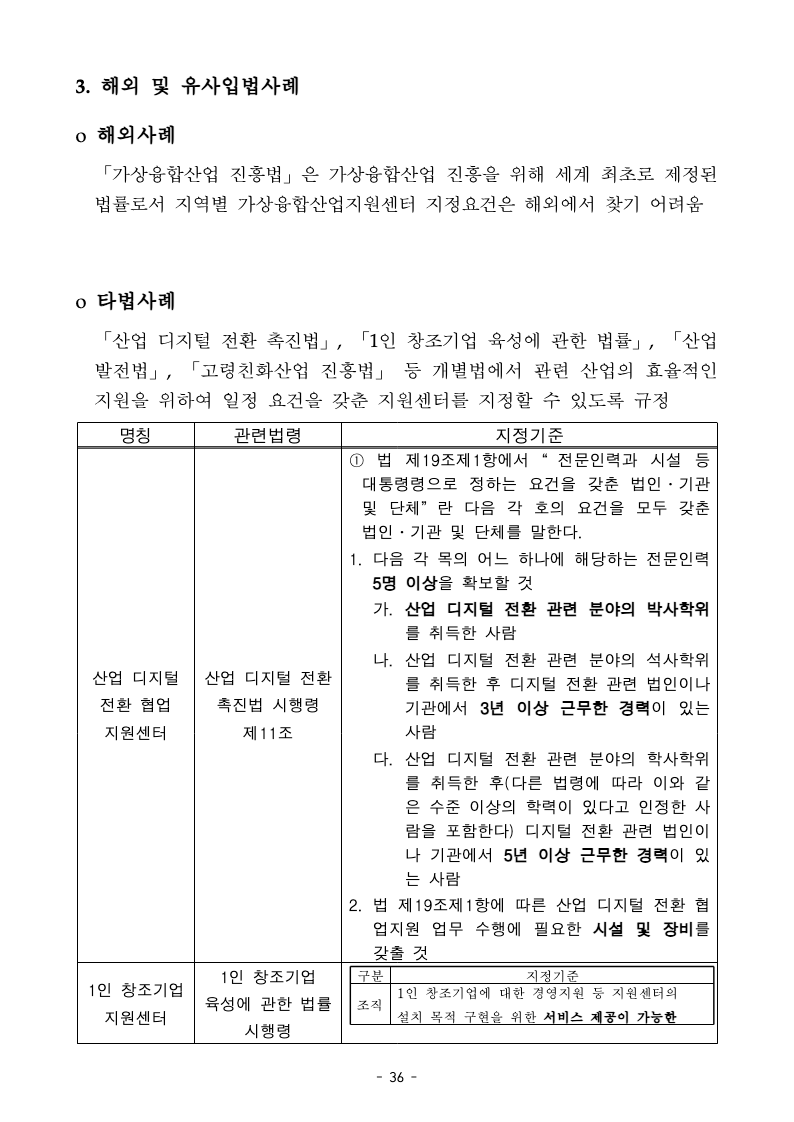 3. 해외 및 유사입법사례
o 해외사례
「가상융합산업 진흥법」은 가상융합산업 진흥을 위해 세계 최초로 제정된
법률로서 지역별 가상융합산업지원센터 지정요건은 해외에서 찾기 어려움
o 타법사례
「산업 디지털 전환 촉진법」, 「1인 창조기업 육성에 관한 법률」, 「산업
발전법」, 「고령친화산업 진흥법」 등 개별법에서 관련 산업의 효율적인
지원을 위하여 일정 요건을 갖춘 지원센터를 지정할 수 있도록 규정
명칭 관련법령 지정기준
산업 디지털
전환 협업
지원센터
산업 디지털 전환
촉진법 시행령
제11조
① 법 제19조제1항에서 “ 전문인력과 시설 등
대통령령으로 정하는 요건을 갖춘 법인·기관
및 단체” 란 다음 각 호의 요건을 모두 갖춘
법인·기관 및 단체를 말한다.
1. 다음 각 목의 어느 하나에 해당하는 전문인력
5명 이상을 확보할 것
가. 산업 디지털 전환 관련 분야의 박사학위
를 취득한 사람
나. 산업 디지털 전환 관련 분야의 석사학위
를 취득한 후 디지털 전환 관련 법인이나
기관에서 3년 이상 근무한 경력이 있는
사람
다. 산업 디지털 전환 관련 분야의 학사학위
를 취득한 후(다른 법령에 따라 이와 같
은 수준 이상의 학력이 있다고 인정한 사
람을 포함한다) 디지털 전환 관련 법인이
나 기관에서 5년 이상 근무한 경력이 있
는 사람
2. 법 제19조제1항에 따른 산업 디지털 전환 협
업지원 업무 수행에 필요한 시설 및 장비를
갖출 것
1인 창조기업
지원센터
1인 창조기업
육성에 관한 법률
시행령
구분 지정기준
조직
1인 창조기업에 대한 경영지원 등 지원센터의
설치 목적 구현을 위한 서비스 제공이 가능한
- 36 -